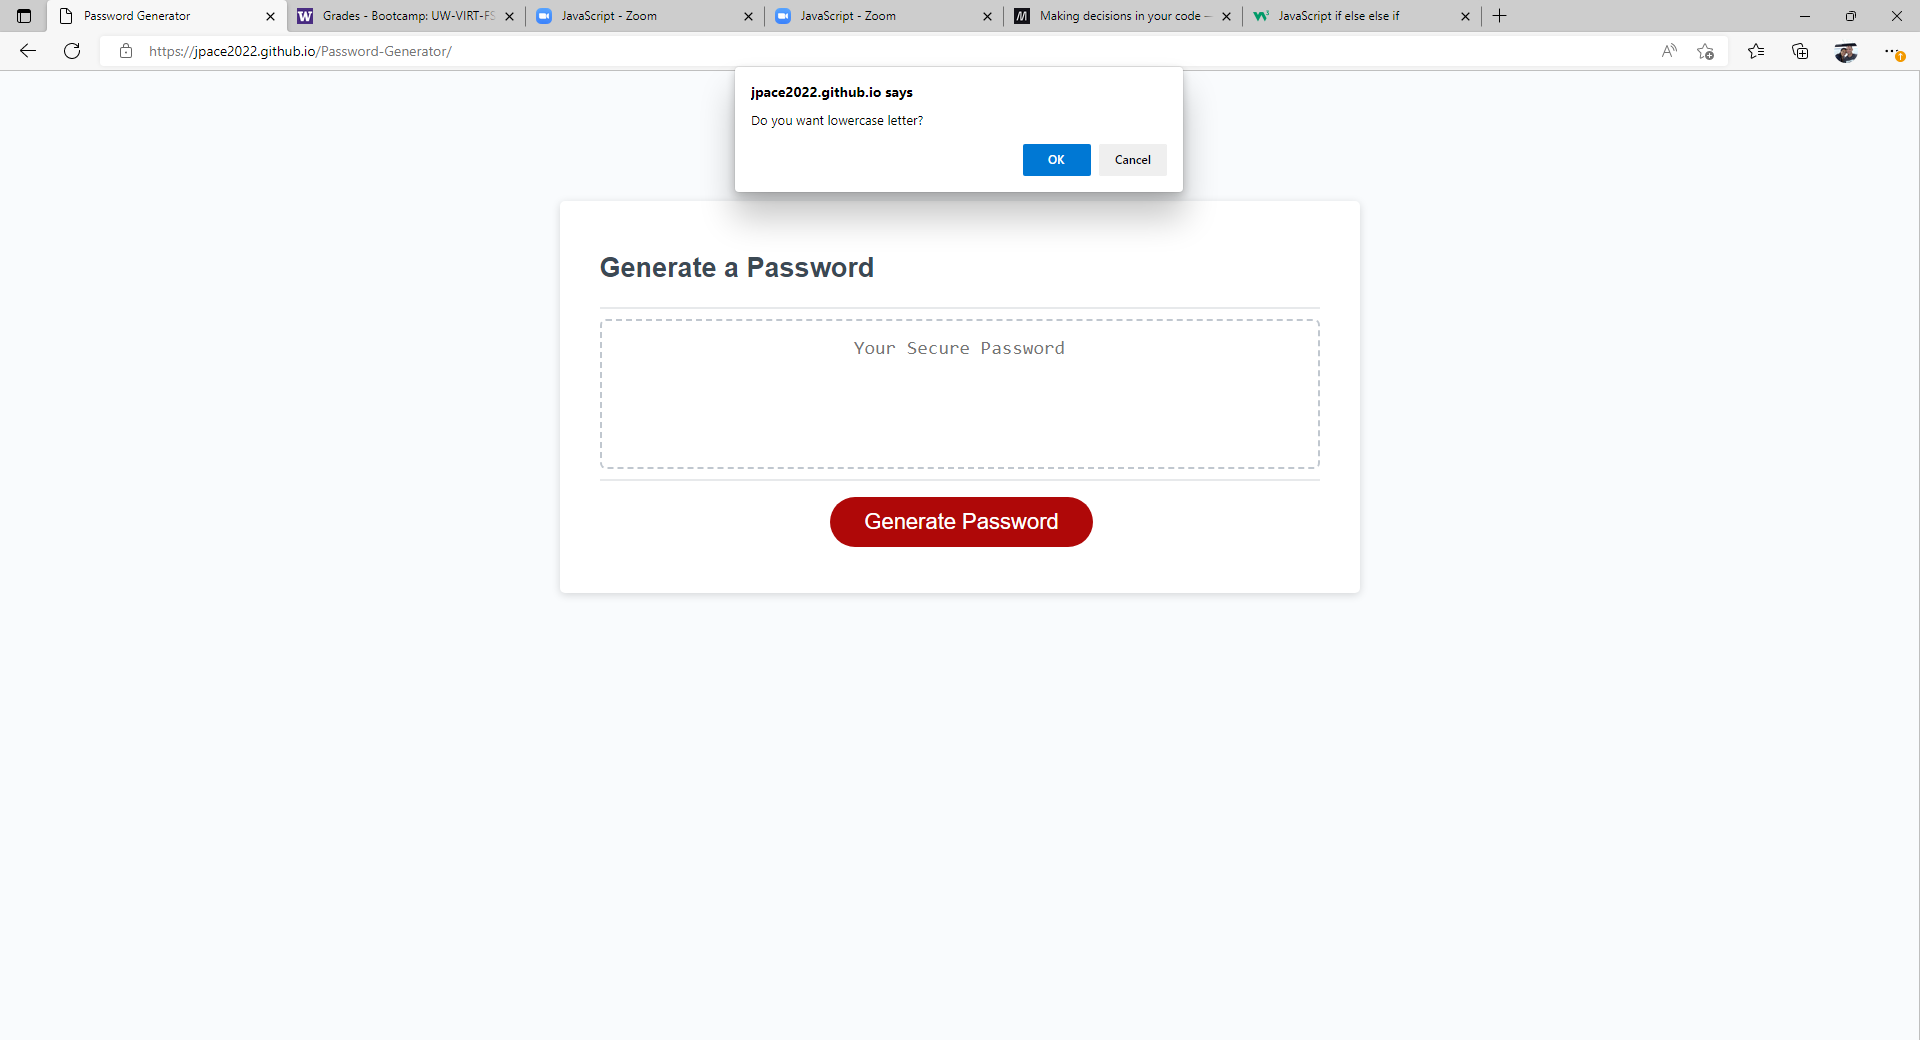 Password Generator
Grades - Bootcamp: UW-VIRT-FS
JavaScript - Zoom
JavaScript - Zoom
Making decisions in your code –
JavaScript if else else if
https://jpace2022.github.io/Password-Generator/
jpace2022.github.io says
Do you want lowercase letter?
OK
Cancel
Generate a Password
Your Secure Password
Generate Password